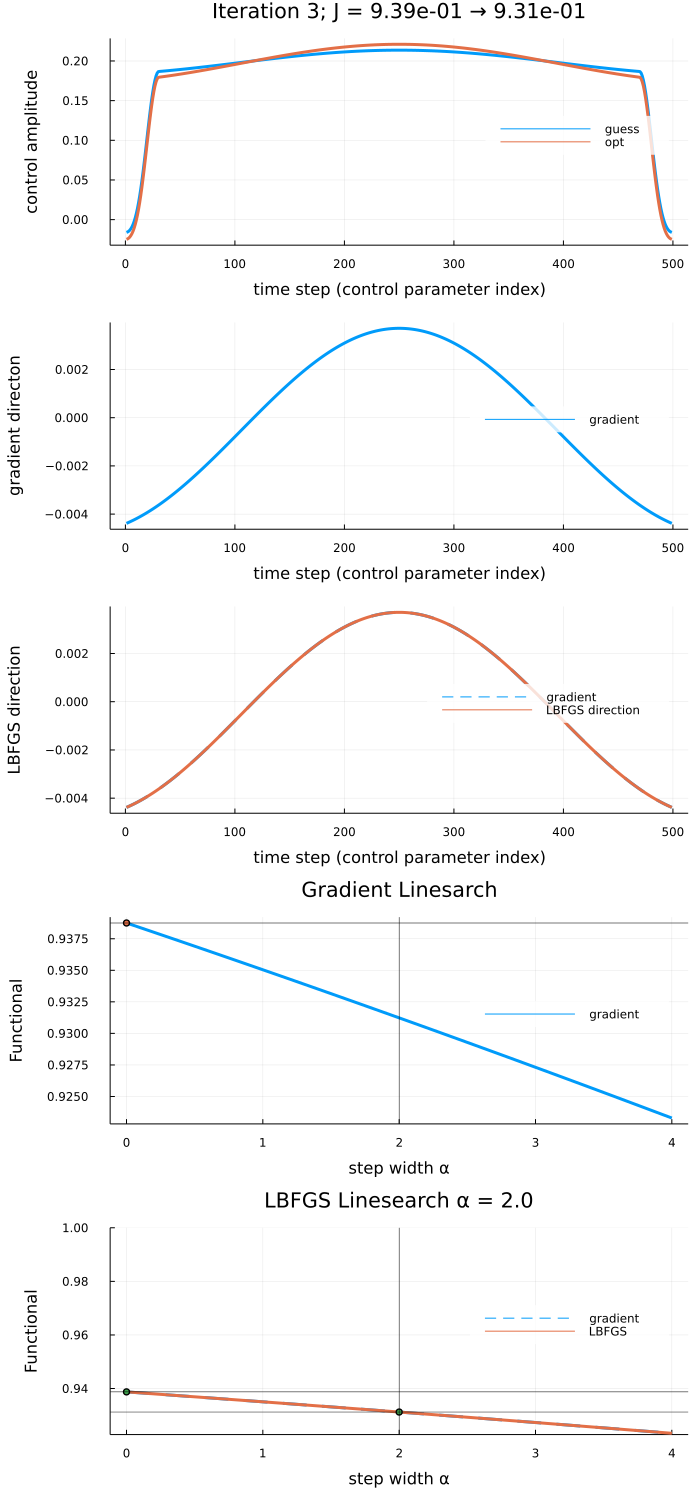 Iteration 3; J = 9.39e-01 → 9.31e-01
control amplitude
0.20
0.15
0.10
0.05
0.00
guess
opt
0 100 200 300 400 500
time step (control parameter index)
gradient directon
0.002
0.000
−0.002
−0.004
gradient
0 100 200 300 400 500
time step (control parameter index)
LBFGS direction
0.002
0.000
−0.002
−0.004
gradient
LBFGS direction
0 100 200 300 400 500
time step (control parameter index)
Gradient Linesarch
Functional
0.9375
0.9350
0.9325
0.9300
0.9275
0.9250
gradient
0 1 2 3 4
step width α
LBFGS Linesearch α = 2.0
Functional
1.00
0.98
0.96
0.94
gradient
LBFGS
0 1 2 3 4
step width α